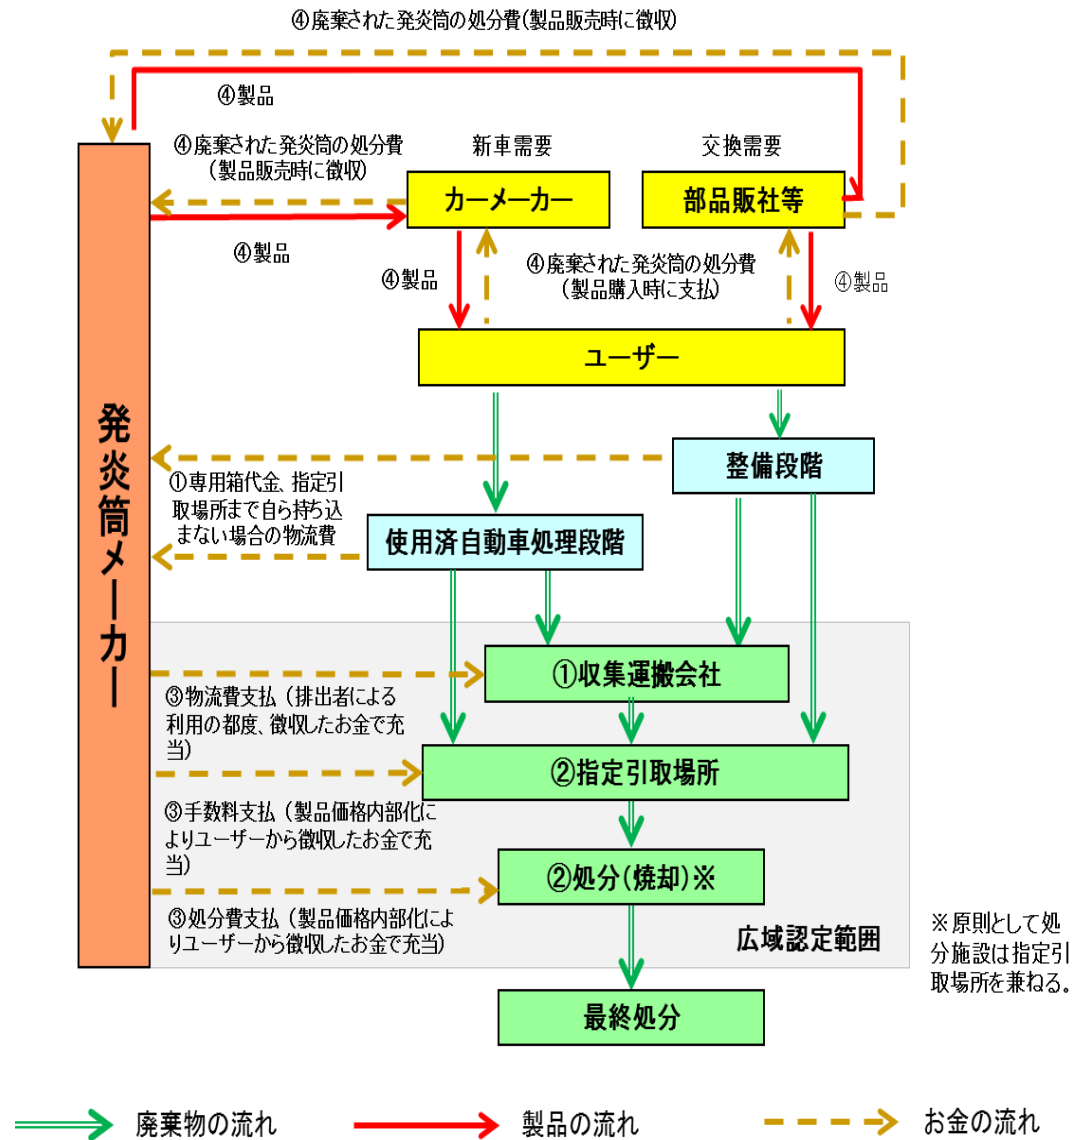 ④廃棄された発炎筒の処分費(製品販売時に徴収)
④製品
④廃棄された発炎筒の処分費
(製品販売時に徴収)
新車需要
交換需要
カーメーカー
部品販社等
④製品
④製品
④廃棄された発炎筒の処分費
(製品購入時に支払)
④製品
ユーザー
発炎筒メーカー
整備段階
①専用箱代金、指定引
取場所まで自ら持ち込
まない場合の物流費
使用済自動車処理段階
①収集運搬会社
③物流費支払（排出者による
利用の都度、徴収したお金で充
当）
②指定引取場所
③手数料支払（製品価格内部化に
よりユーザーから徴収したお金で充
当）
②処分(焼却)※
③処分費支払（製品価格内部化によ
りユーザーから徴収したお金で充当）
広域認定範囲
※原則として処
分施設は指定引
取場所を兼ねる。
最終処分
廃棄物の流れ
製品の流れ
お金の流れ